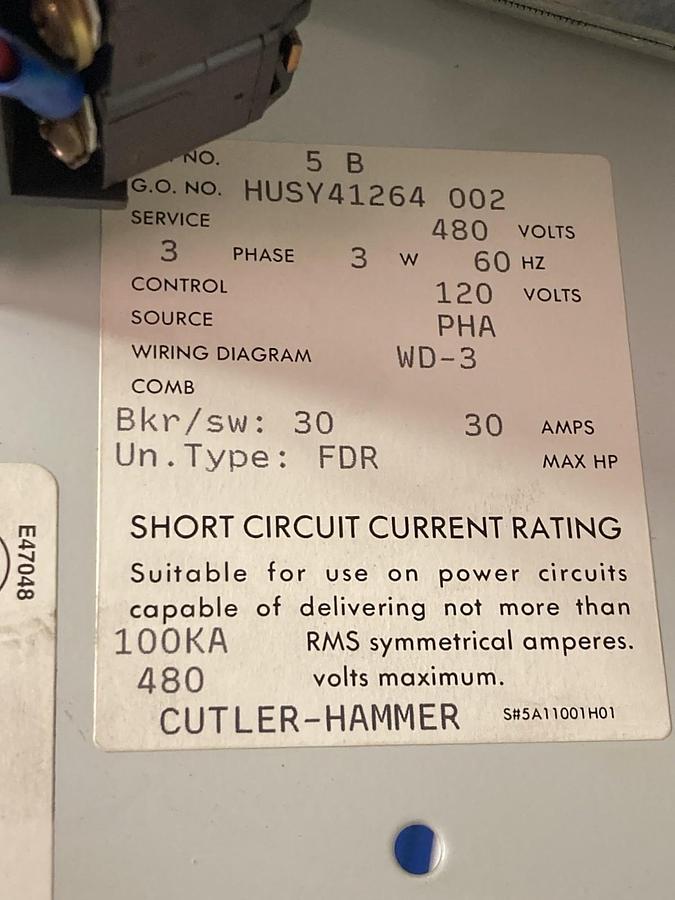 NO. 5 B
G.O. NO. HUSY41264 002
SERVICE 480 VOLTS
3 PHASE 3 W 60 HZ
CONTROL 120 VOLTS
SOURCE PHA
WIRING DIAGRAM WD-3
COMB
Bkr/sw: 30 30 AMPS
Un.Type: FDR MAX HP
SHORT CIRCUIT CURRENT RATING
Suitable for use on power circuits
capable of delivering not more than
100KA RMS symmetrical amperes.
480 volts maximum.
CUTLER-HAMMER S#5A11001H01
E47048